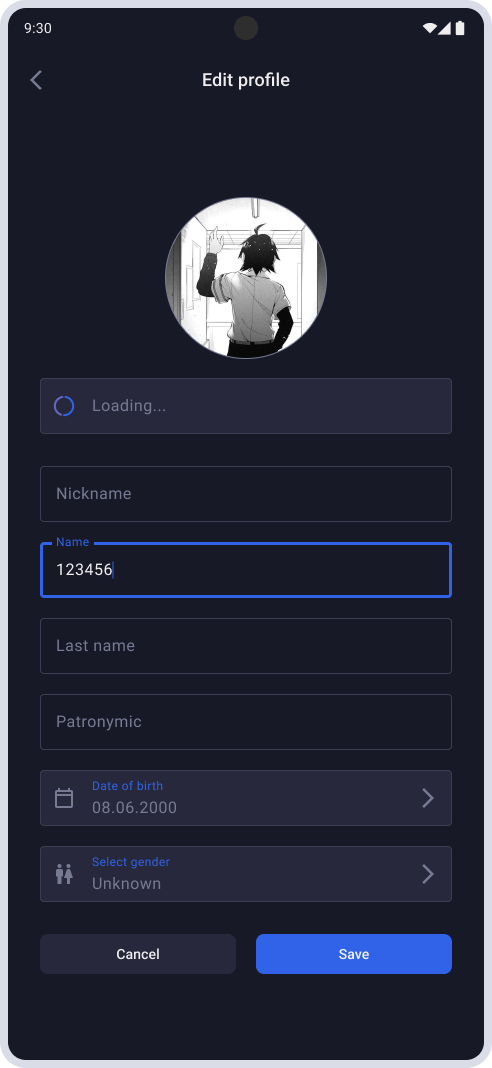 9:30
Edit profile
Loading...
Nickname
Name
123456
Last name
Patronymic
Date of birth
08.06.2000
Select gender
Unknown
Cancel
Save